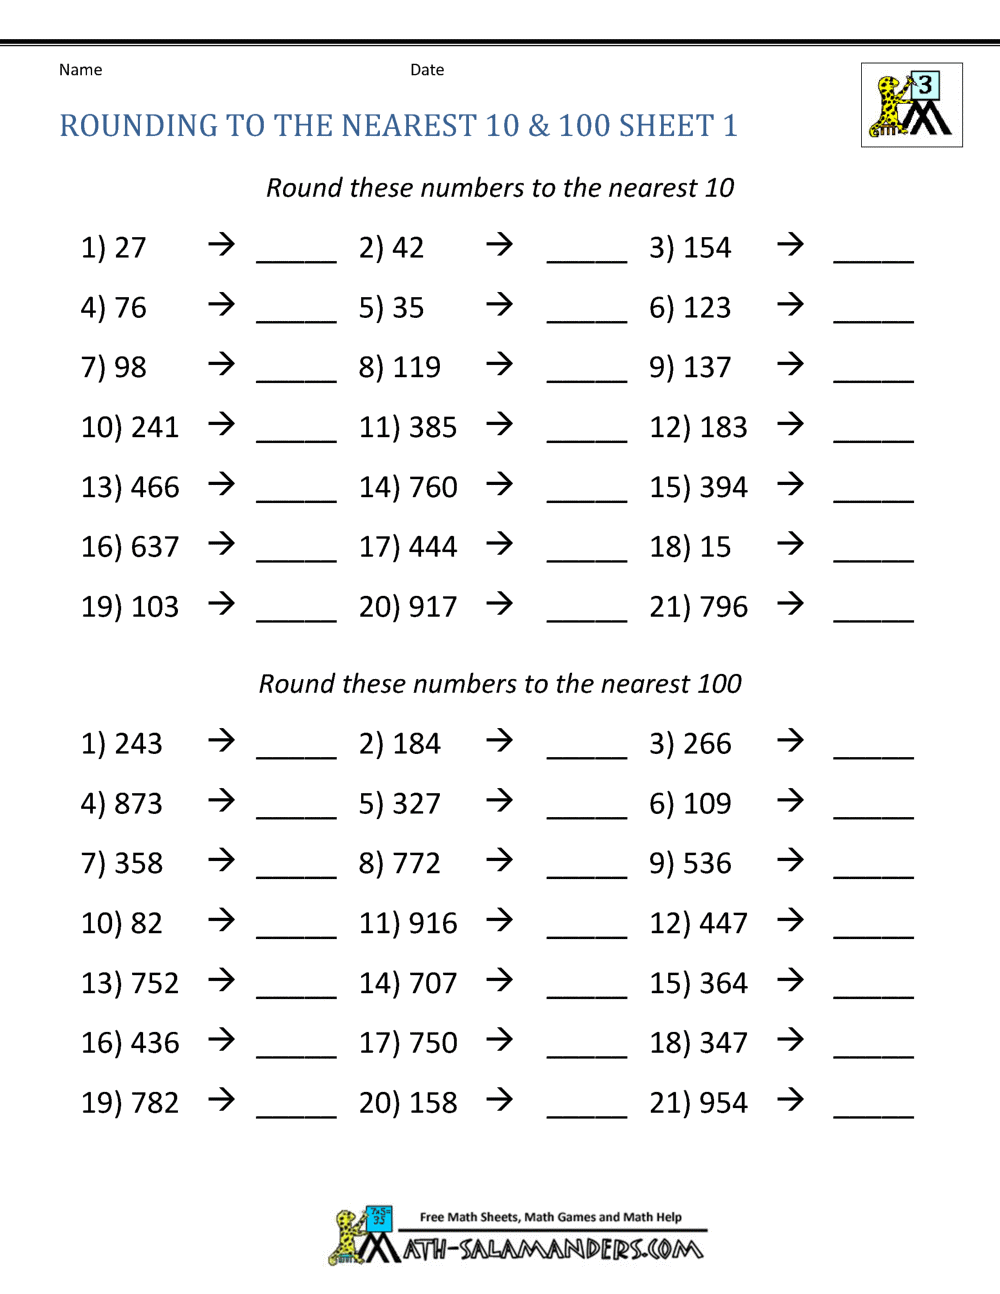 Name Date
3
ROUNDING TO THE NEAREST 10 & 100 SHEET 1
Round these numbers to the nearest 10
1) 27 → _____ 2) 42 → _____ 3) 154 → _____
4) 76 → _____ 5) 35 → _____ 6) 123 → _____
7) 98 → _____ 8) 119 → _____ 9) 137 → _____
10) 241 → _____ 11) 385 → _____ 12) 183 → _____
13) 466 → _____ 14) 760 → _____ 15) 394 → _____
16) 637 → _____ 17) 444 → _____ 18) 15 → _____
19) 103 → _____ 20) 917 → _____ 21) 796 → _____
Round these numbers to the nearest 100
1) 243 → _____ 2) 184 → _____ 3) 266 → _____
4) 873 → _____ 5) 327 → _____ 6) 109 → _____
7) 358 → _____ 8) 772 → _____ 9) 536 → _____
10) 82 → _____ 11) 916 → _____ 12) 447 → _____
13) 752 → _____ 14) 707 → _____ 15) 364 → _____
16) 436 → _____ 17) 750 → _____ 18) 347 → _____
19) 782 → _____ 20) 158 → _____ 21) 954 → _____
7x5=
35
Free Math Sheets, Math Games and Math Help
MATH-SALAMANDERS.COM